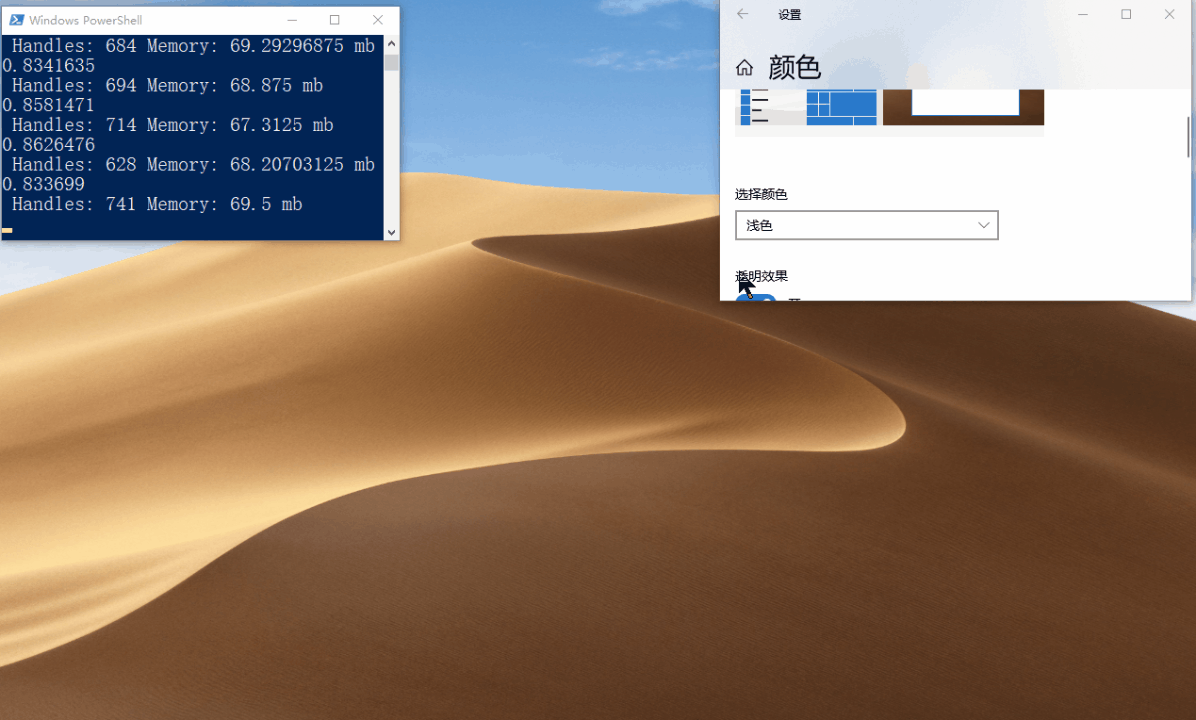 Windows PowerShell
Handles: 684 Memory: 69.29296875 mb
0.8341635
Handles: 694 Memory: 68.875 mb
0.8581471
Handles: 714 Memory: 67.3125 mb
0.8626476
Handles: 628 Memory: 68.20703125 mb
0.833699
Handles: 741 Memory: 69.5 mb
设置
颜色
选择颜色
浅色
透明效果